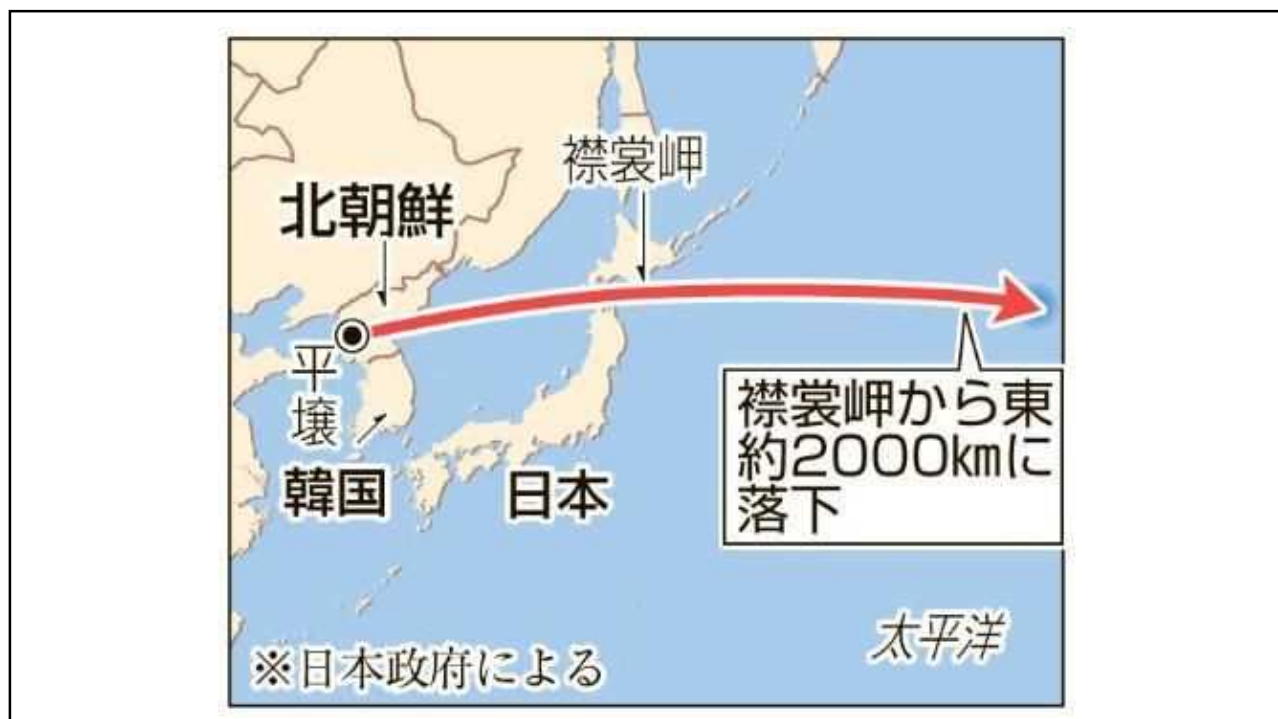 襟裳岬
北朝鮮
平壌
韓国
日本
襟裳岬から東
約2000㎞に
落下
太平洋
※日本政府による